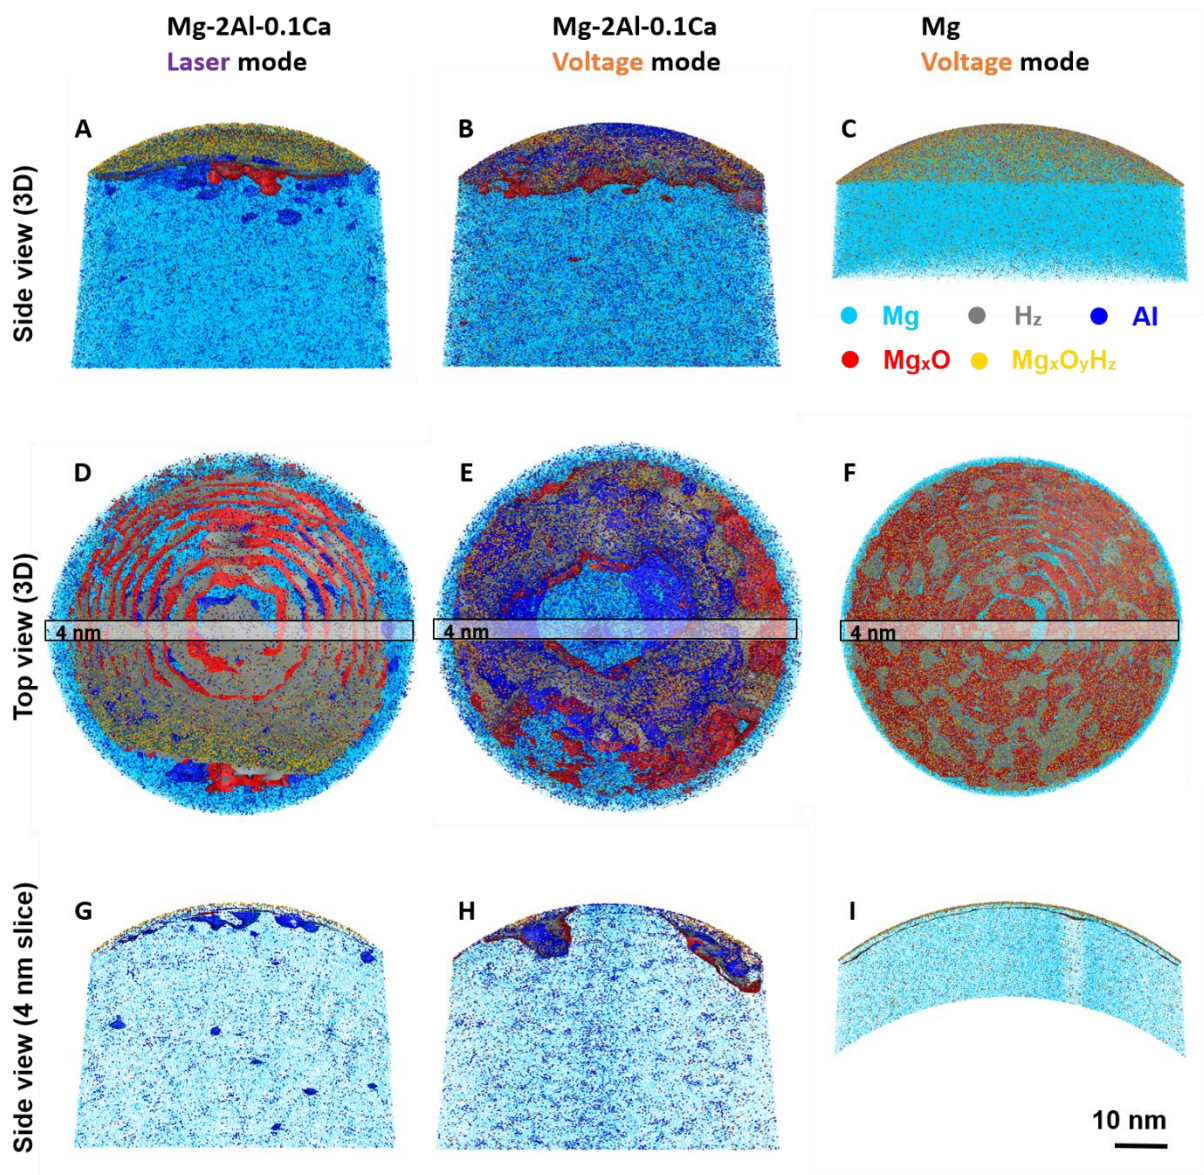 Mg-2Al-0.1Ca
Laser mode
Mg-2Al-0.1Ca
Voltage mode
Mg
Voltage mode
Side view (3D)
A
B
C
Mg
Hz
Al
MgxO
MgxOyHz
Top view (3D)
D
E
F
4 nm
4 nm
4 nm
Side view (4 nm slice)
G
H
I
10 nm